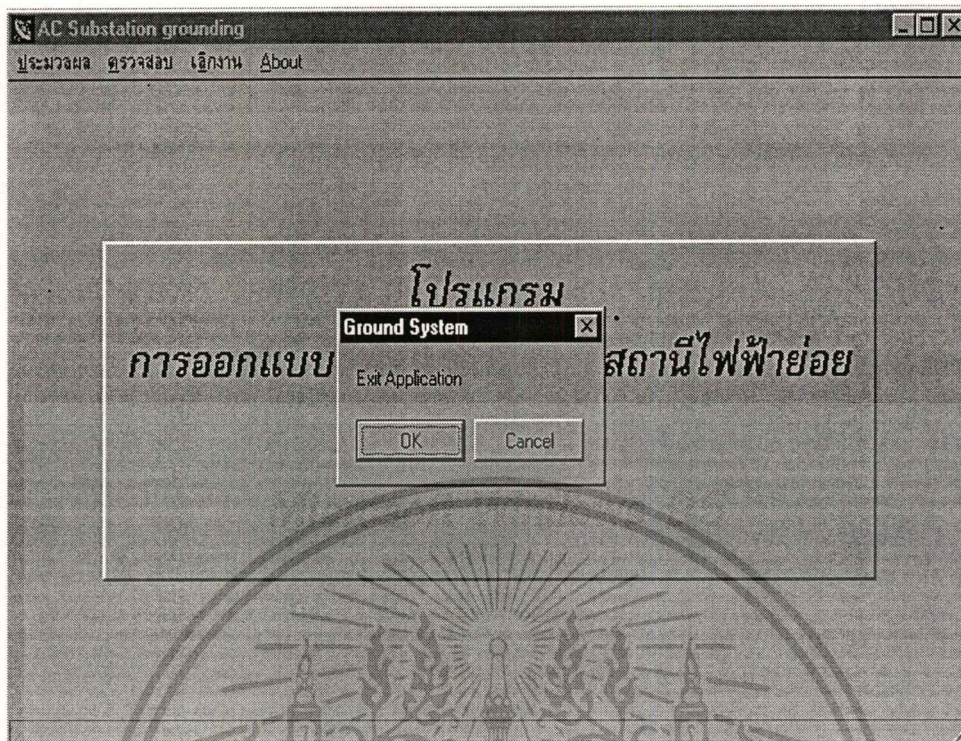 AC Substation grounding
ประมวลผล ตรวจสอบ เลิกงาน About
โปรแกรม
การออกแบบ สถานีไฟฟ้าย่อย
Ground System
Exit Application
OK Cancel